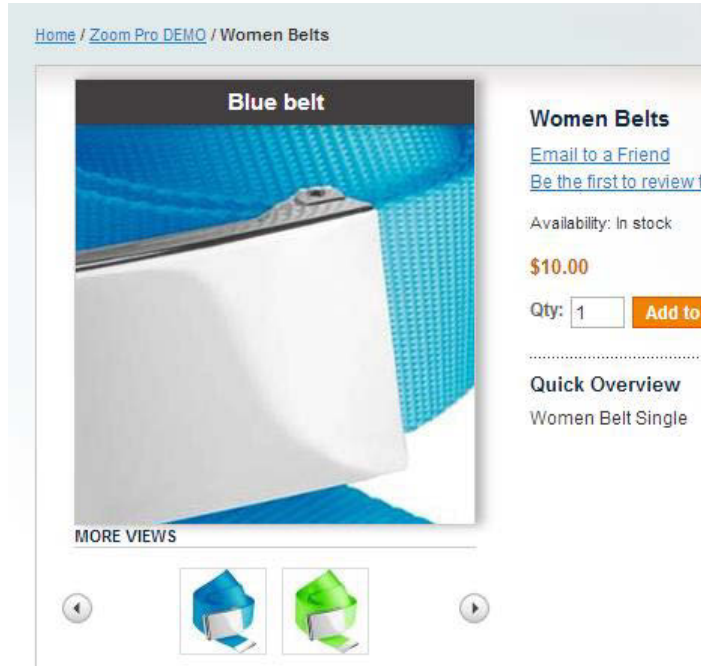 Home / Zoom Pro DEMO / Women Belts
Blue belt
Women Belts
Email to a Friend
Be the first to review
Availability: In stock
$10.00
Qty: 1 Add to
Quick Overview
Women Belt Single
MORE VIEWS